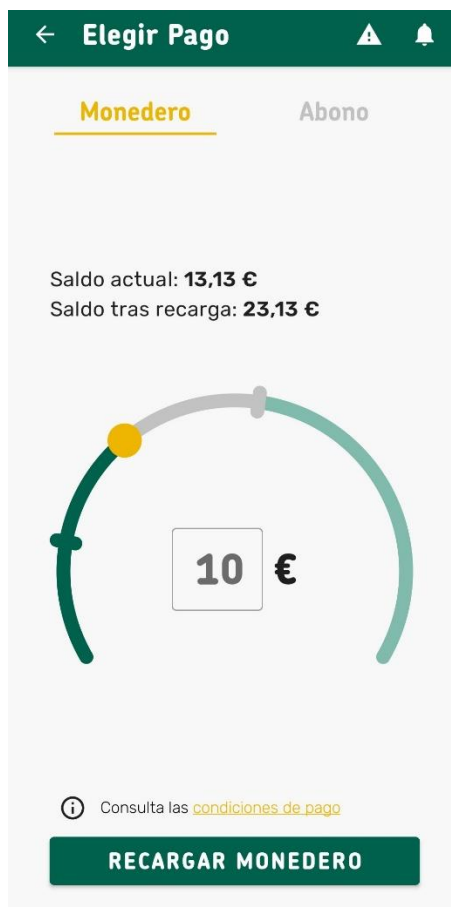 Elegir Pago
Monedero Abono
Saldo actual: 13,13 €
Saldo tras recarga: 23,13 €
10 €
Consulta las condiciones de pago
RECARGAR MONEDERO